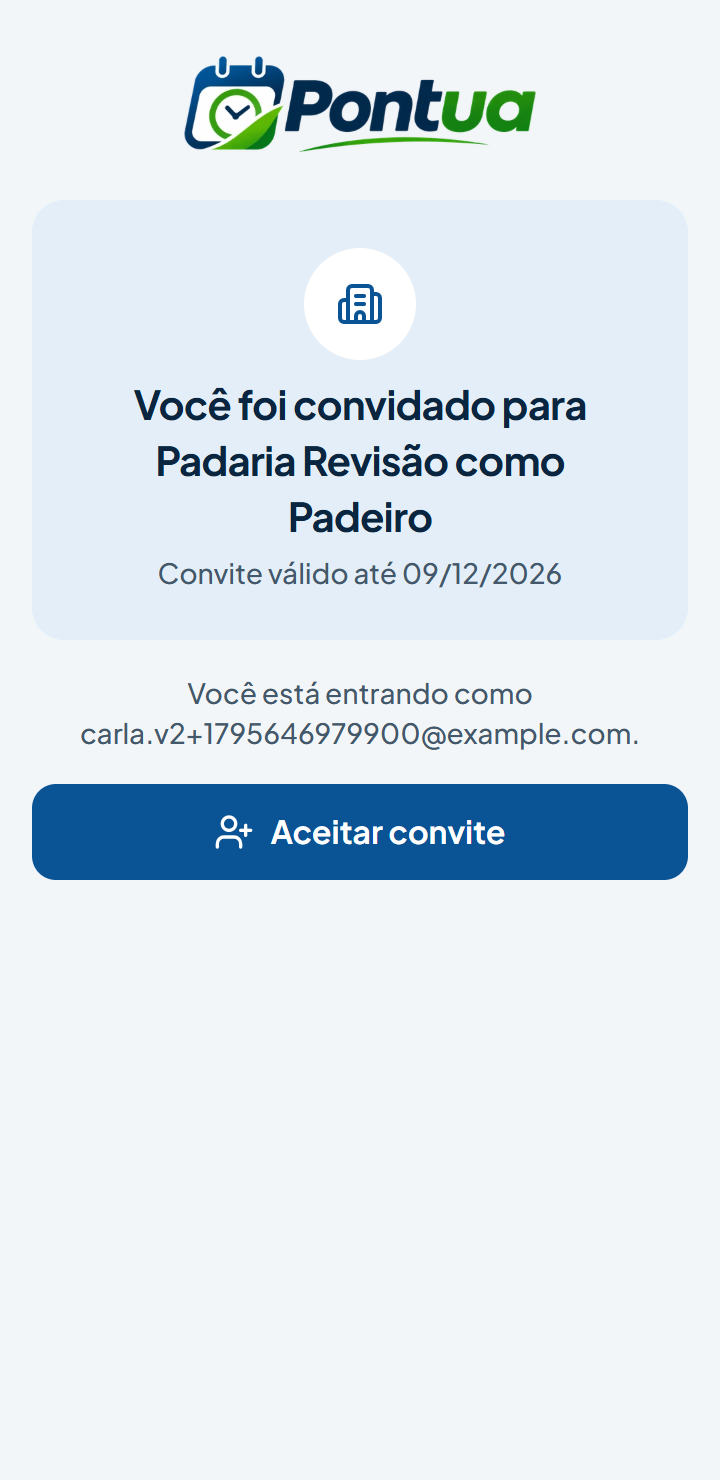 Pontua
Você foi convidado para
Padaria Revisão como
Padeiro
Convite válido até 09/12/2026
Você está entrando como
carla.v2+1795646979900@example.com.
Aceitar convite